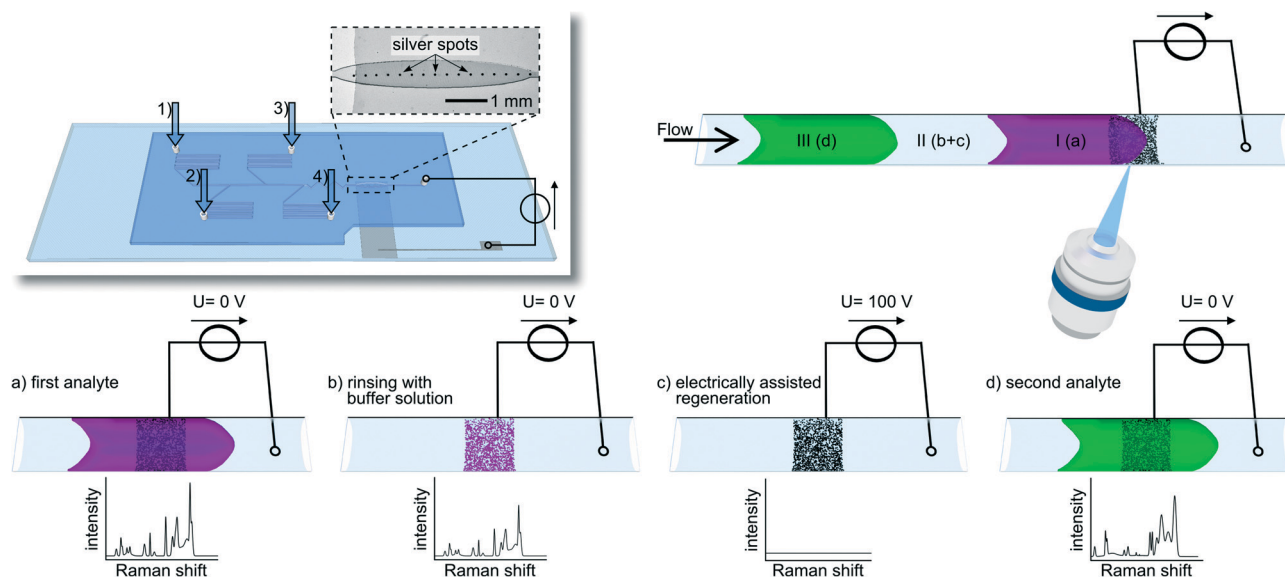 silver spots
1 mm
1)
3)
2)
4)
Flow
III (d)
II (b+c)
I (a)
U= 0 V
a) first analyte
intensity
Raman shift
U= 0 V
b) rinsing with
buffer solution
intensity
Raman shift
U= 100 V
c) electrically assisted
regeneration
intensity
Raman shift
U= 0 V
d) second analyte
intensity
Raman shift